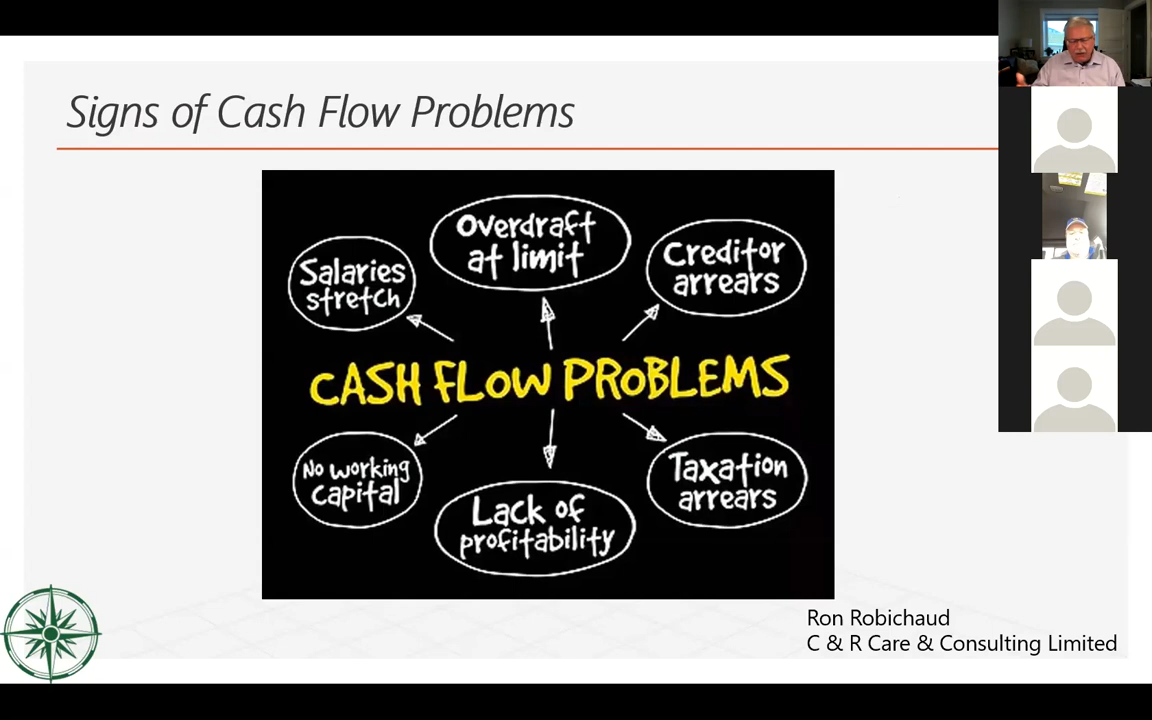 Signs of Cash Flow Problems
Overdraft
at limit
Salaries
stretch
Creditor
arrears
CASH FLOW PROBLEMS
No working
capital
Lack of
profitability
Taxation
arrears
Ron Robichaud
C & R Care & Consulting Limited